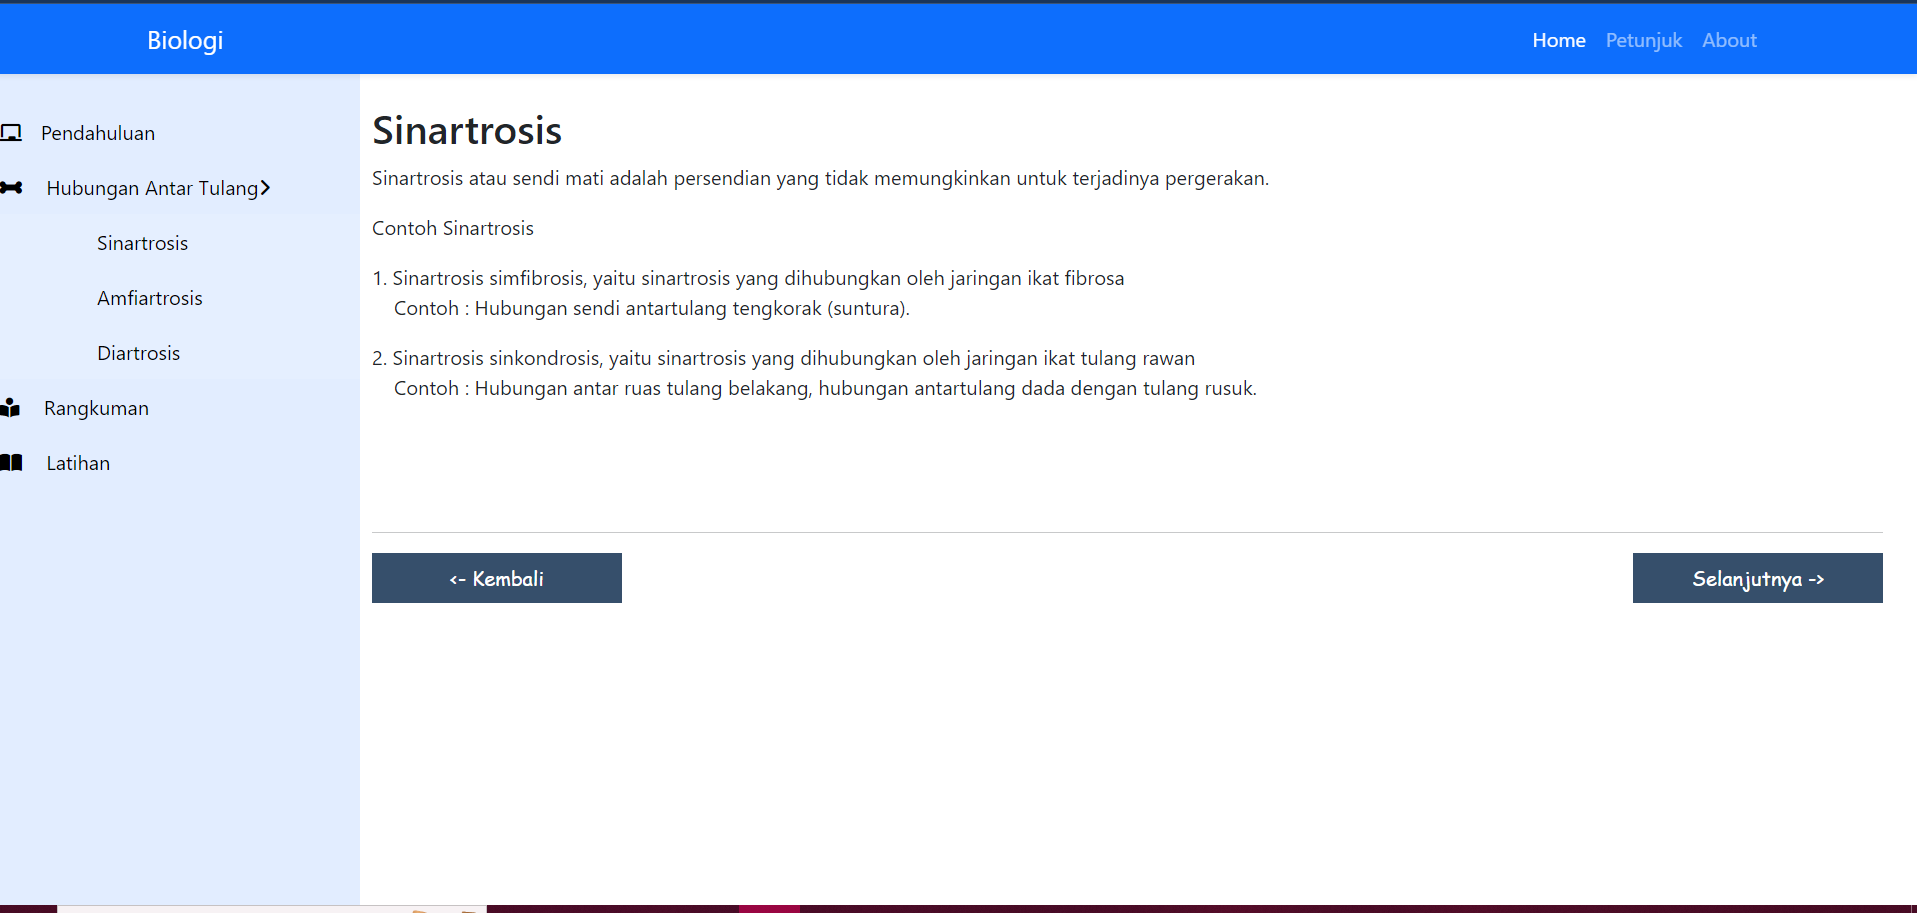 Biologi
Home Petunjuk About
Pendahuluan
Hubungan Antar Tulang
Sinartrosis
Amfiartrosis
Diartrosis
Rangkuman
Latihan
Sinartrosis
Sinartrosis atau sendi mati adalah persendian yang tidak memungkinkan untuk terjadinya pergerakan.
Contoh Sinartrosis
1. Sinartrosis simfibrosis, yaitu sinartrosis yang dihubungkan oleh jaringan ikat fibrosa
Contoh : Hubungan sendi antartulang tengkorak (suntura).
2. Sinartrosis sinkondrosis, yaitu sinartrosis yang dihubungkan oleh jaringan ikat tulang rawan
Contoh : Hubungan antar ruas tulang belakang, hubungan antartulang dada dengan tulang rusuk.
<- Kembali
Selanjutnya ->